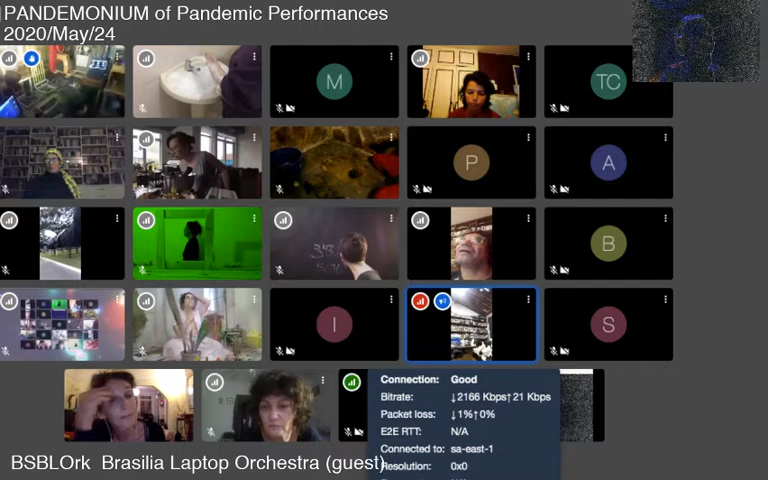 PANDEMONIUM of Pandemic Performances
2020/May/24
M
TC
P
A
B
I
S
Connection: Good
Bitrate: ↓2166 Kbps↑21 Kbps
Packet loss: ↓1%↑0%
E2E RTT: N/A
Connected to: sa-east-1
Resolution: 0x0
BSBLOrk Brasilia Laptop Orchestra (guest)